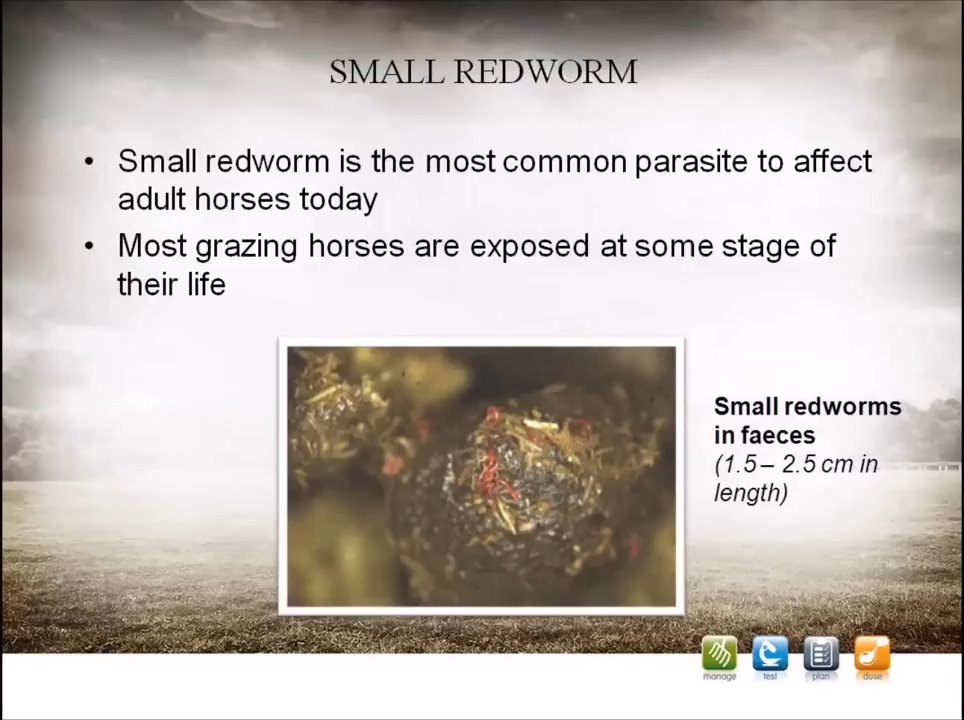 SMALL REDWORM
• Small redworm is the most common parasite to affect
adult horses today
• Most grazing horses are exposed at some stage of
their life
Small redworms
in faeces
(1.5 – 2.5 cm in
length)
manage test plan dose